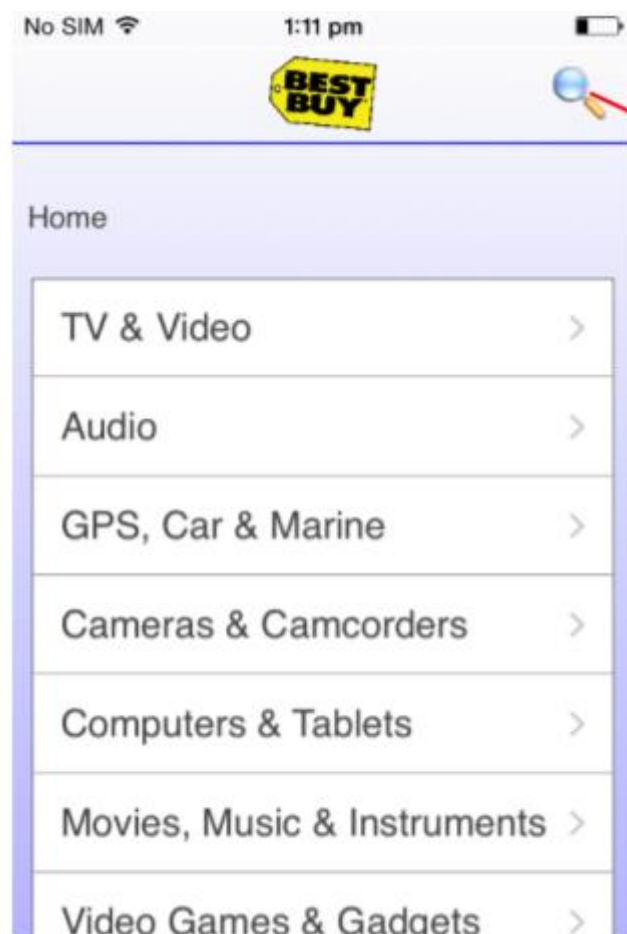 No SIM 1:11 pm
BEST
BUY
Home
TV & Video
Audio
GPS, Car & Marine
Cameras & Camcorders
Computers & Tablets
Movies, Music & Instruments
Video Games & Gadgets